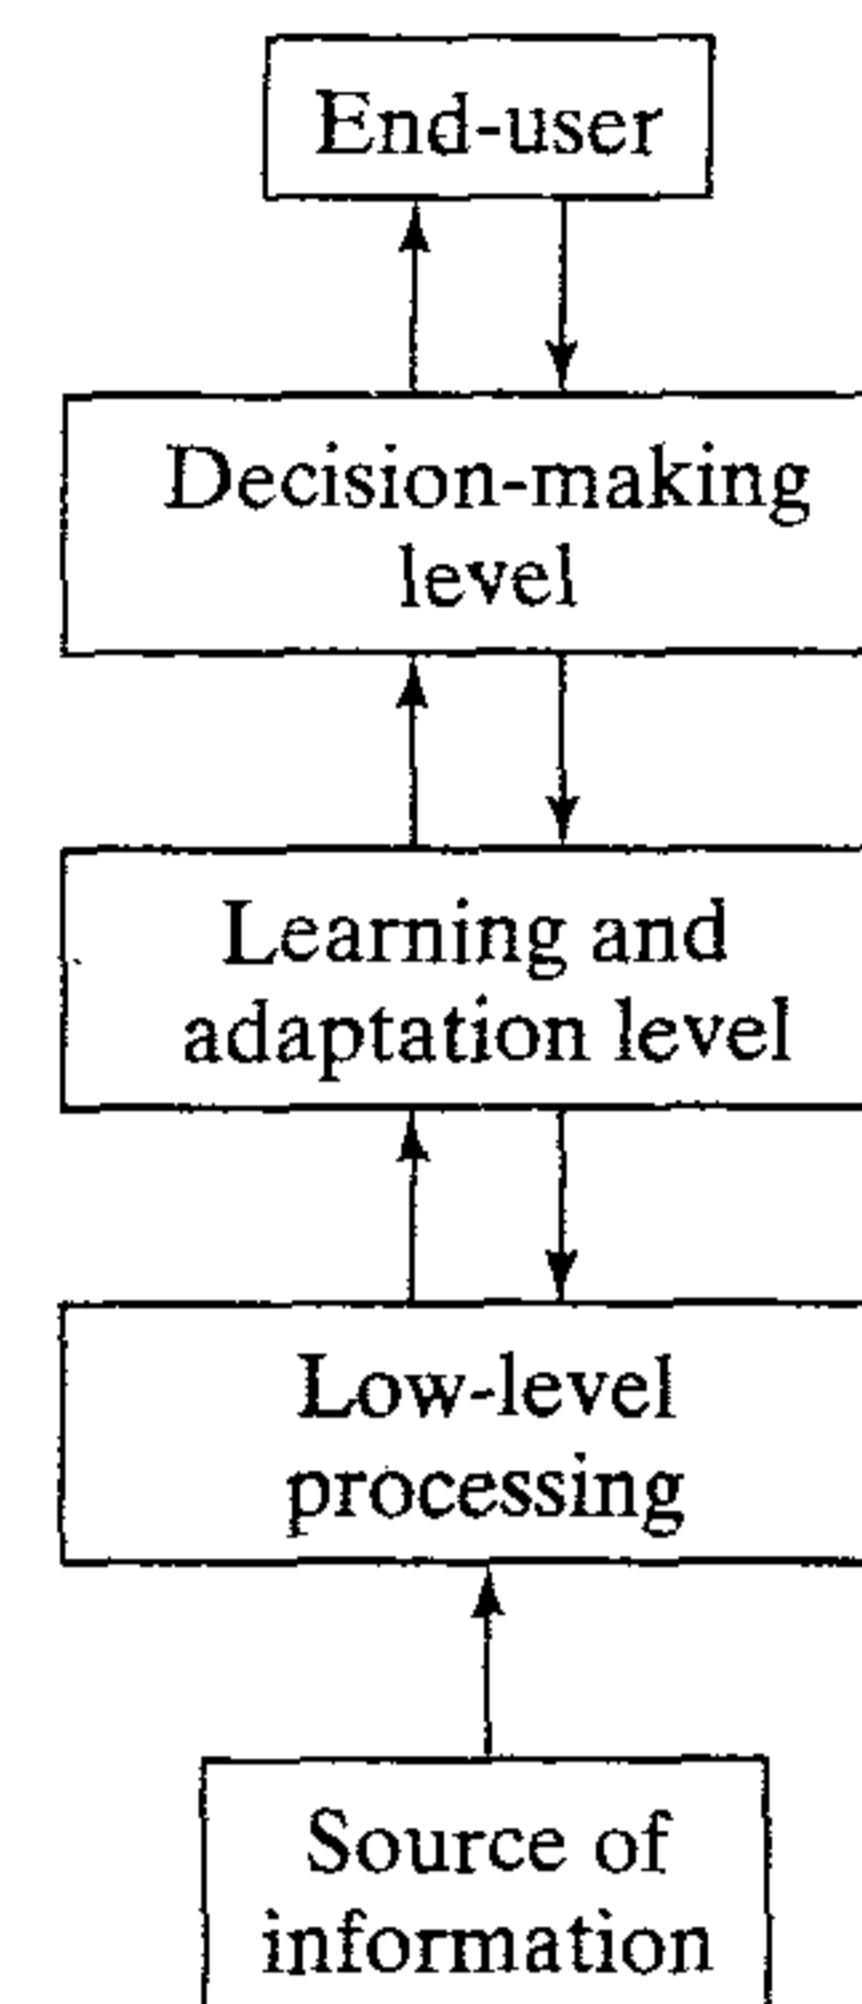 End-user
Decision-making
level
Learning and
adaptation level
Low-level
processing
Source of
information